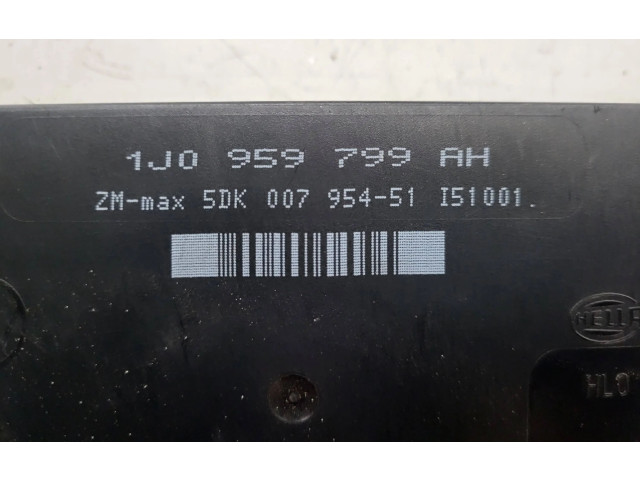 1J0 959 799 AH
ZM-max 5DK 007 954-51 I51001.
HELLA